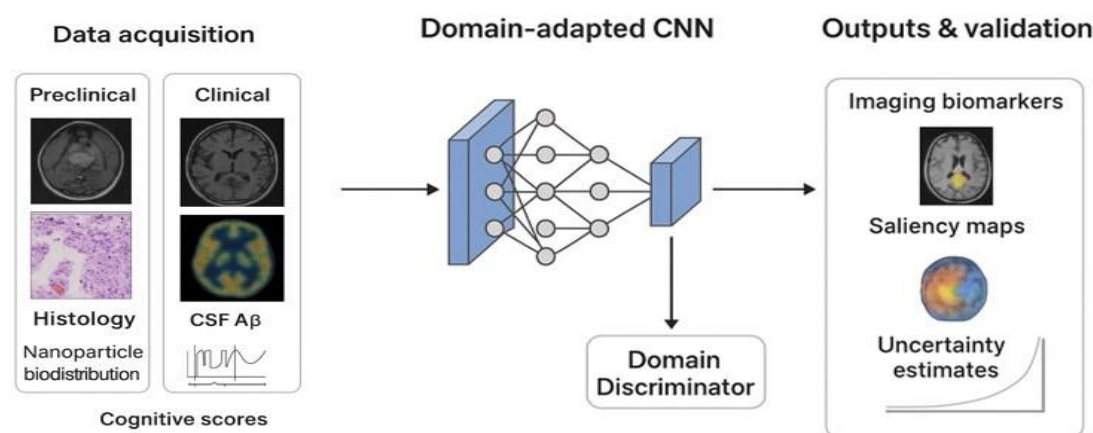 Data acquisition
Preclinical
Clinical
Histology
CSF Aβ
Nanoparticle
biodistribution
Cognitive scores
Domain-adapted CNN
Domain
Discriminator
Outputs & validation
Imaging biomarkers
Saliency maps
Uncertainty
estimates